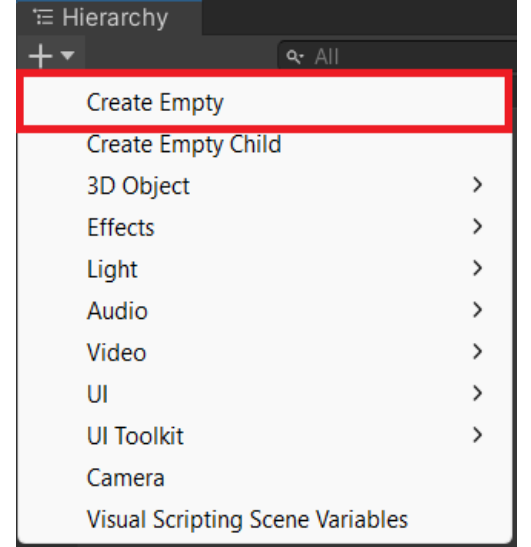 Hierarchy
All
Create Empty
Create Empty Child
3D Object
Effects
Light
Audio
Video
UI
UI Toolkit
Camera
Visual Scripting Scene Variables